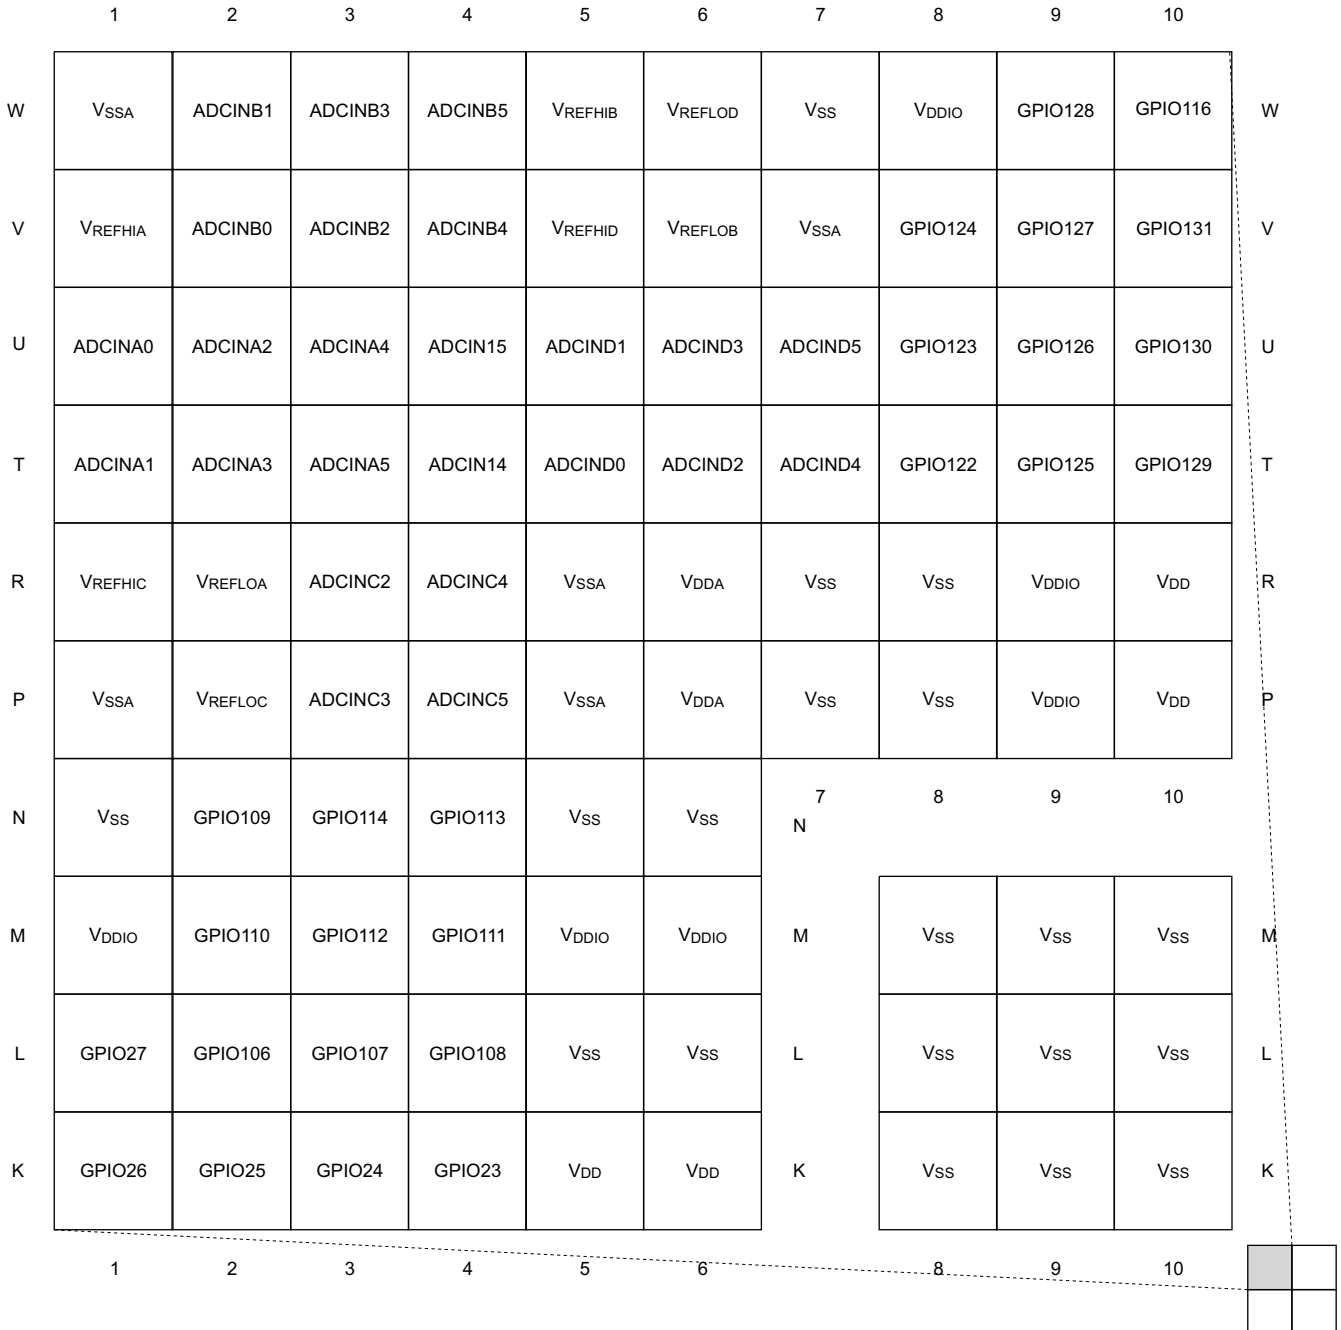 1 2 3 4 5 6 7 8 9 10
W VSSA ADCINB1 ADCINB3 ADCINB5 VREFHIB VREFLOD VSS VDDIO GPIO128 GPIO116 W
V VREFHIA ADCINB0 ADCINB2 ADCINB4 VREFHID VREFLOB VSSA GPIO124 GPIO127 GPIO131 V
U ADCINA0 ADCINA2 ADCINA4 ADCIN15 ADCIND1 ADCIND3 ADCIND5 GPIO123 GPIO126 GPIO130 U
T ADCINA1 ADCINA3 ADCINA5 ADCIN14 ADCIND0 ADCIND2 ADCIND4 GPIO122 GPIO125 GPIO129 T
R VREFHIC VREFLOA ADCINC2 ADCINC4 VSSA VDDA VSS VSS VDDIO VDD R
P VSSA VREFLOC ADCINC3 ADCINC5 VSSA VDDA VSS VSS VDDIO VDD P
7 8 9 10
N VSS GPIO109 GPIO114 GPIO113 VSS VSS N
M VDDIO GPIO110 GPIO112 GPIO111 VDDIO VDDIO M VSS VSS VSS M
L GPIO27 GPIO106 GPIO107 GPIO108 VSS VSS L VSS VSS VSS L
K GPIO26 GPIO25 GPIO24 GPIO23 VDD VDD K VSS VSS VSS K
1 2 3 4 5 6 8 9 10